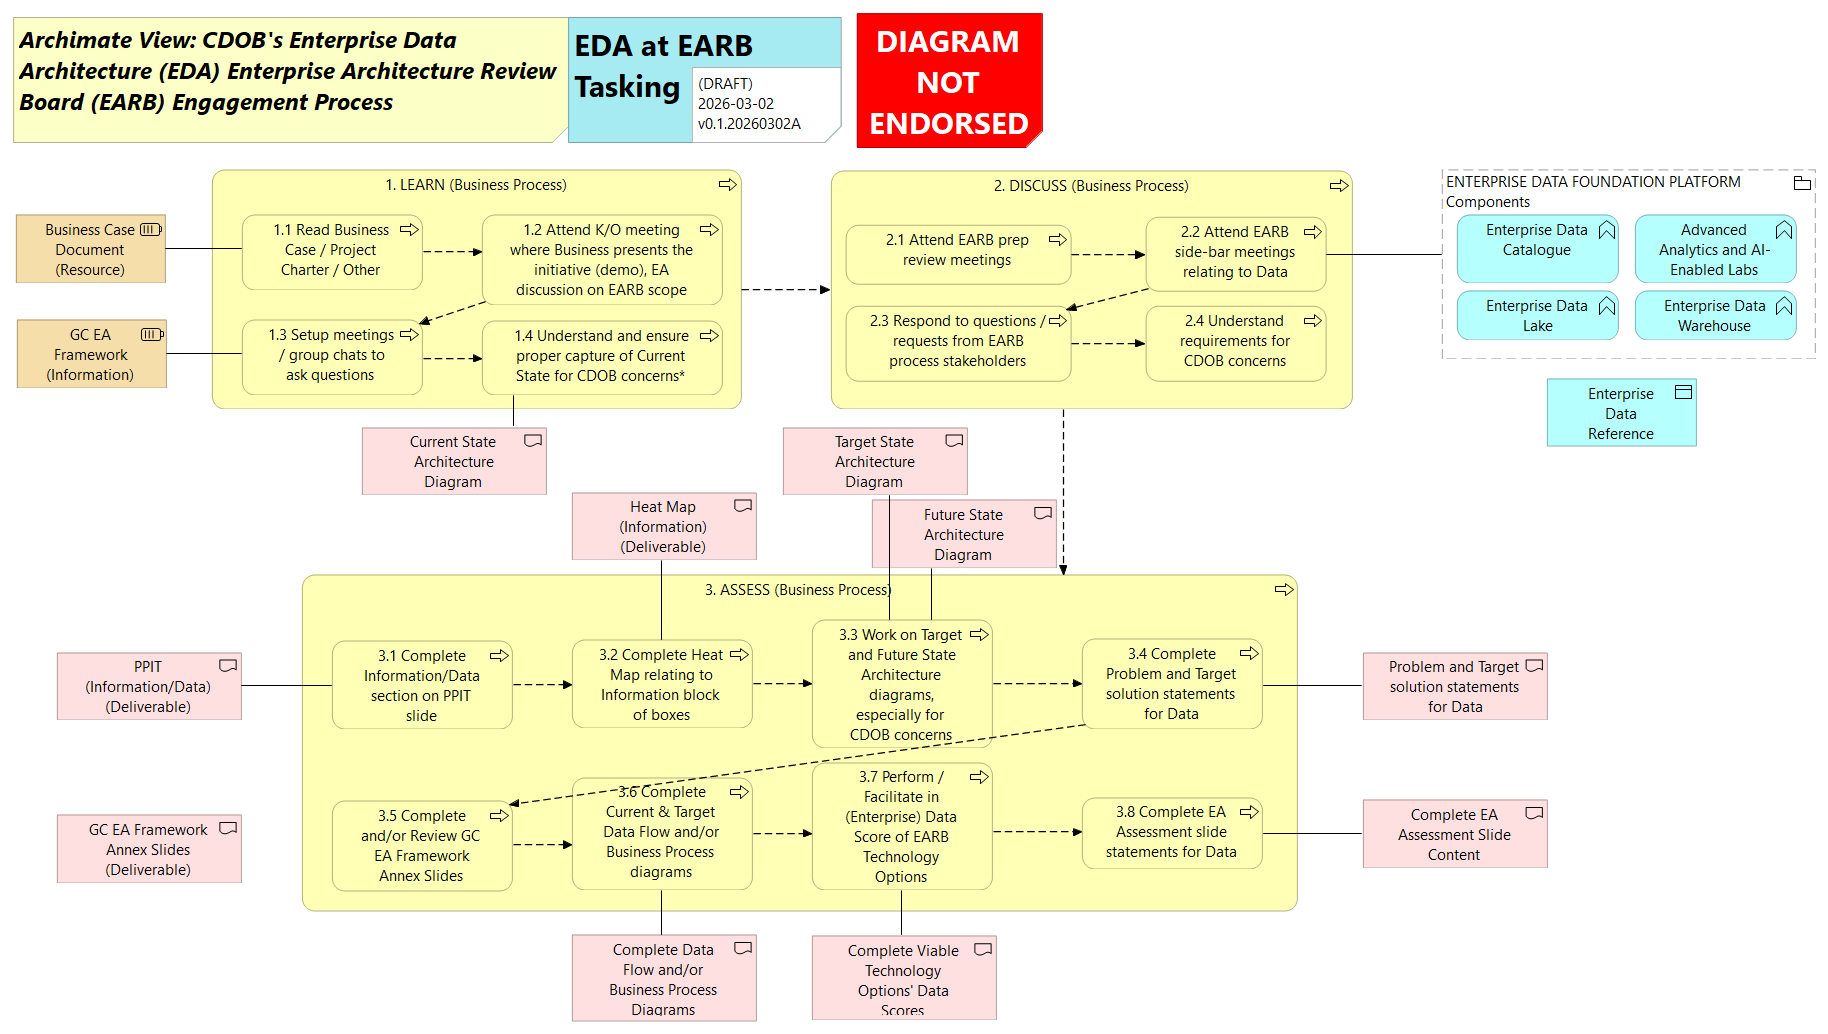 Archimate View: CDOB's Enterprise Data
Architecture (EDA) Enterprise Architecture Review
Board (EARB) Engagement Process
EDA at EARB
Tasking
(DRAFT)
2026-03-02
v0.1.20260302A
DIAGRAM
NOT
ENDORSED
1. LEARN (Business Process)
Business Case
Document
(Resource)
1.1 Read Business
Case / Project
Charter / Other
1.2 Attend K/O meeting
where Business presents the
initiative (demo), EA
discussion on EARB scope
GC EA
Framework
(Information)
1.3 Setup meetings
/ group chats to
ask questions
1.4 Understand and ensure
proper capture of Current
State for CDOB concerns*
2. DISCUSS (Business Process)
2.1 Attend EARB prep
review meetings
2.2 Attend EARB
side-bar meetings
relating to Data
2.3 Respond to questions /
requests from EARB
process stakeholders
2.4 Understand
requirements for
CDOB concerns
ENTERPRISE DATA FOUNDATION PLATFORM
Components
Enterprise Data
Catalogue
Advanced
Analytics and AI-
Enabled Labs
Enterprise Data
Lake
Enterprise Data
Warehouse
Enterprise
Data
Reference
Current State
Architecture
Diagram
Target State
Architecture
Diagram
Heat Map
(Information)
(Deliverable)
Future State
Architecture
Diagram
3. ASSESS (Business Process)
PPIT
(Information/Data)
(Deliverable)
3.1 Complete
Information/Data
section on PPIT
slide
3.2 Complete Heat
Map relating to
Information block
of boxes
3.3 Work on Target
and Future State
Architecture
diagrams,
especially for
CDOB concerns
3.4 Complete
Problem and Target
solution statements
for Data
Problem and Target
solution statements
for Data
GC EA Framework
Annex Slides
(Deliverable)
3.5 Complete
and/or Review GC
EA Framework
Annex Slides
3.6 Complete
Current & Target
Data Flow and/or
Business Process
diagrams
3.7 Perform /
Facilitate in
(Enterprise) Data
Score of EARB
Technology
Options
3.8 Complete EA
Assessment slide
statements for Data
Complete EA
Assessment Slide
Content
Complete Data
Flow and/or
Business Process
Diagrams
Complete Viable
Technology
Options' Data
Scores